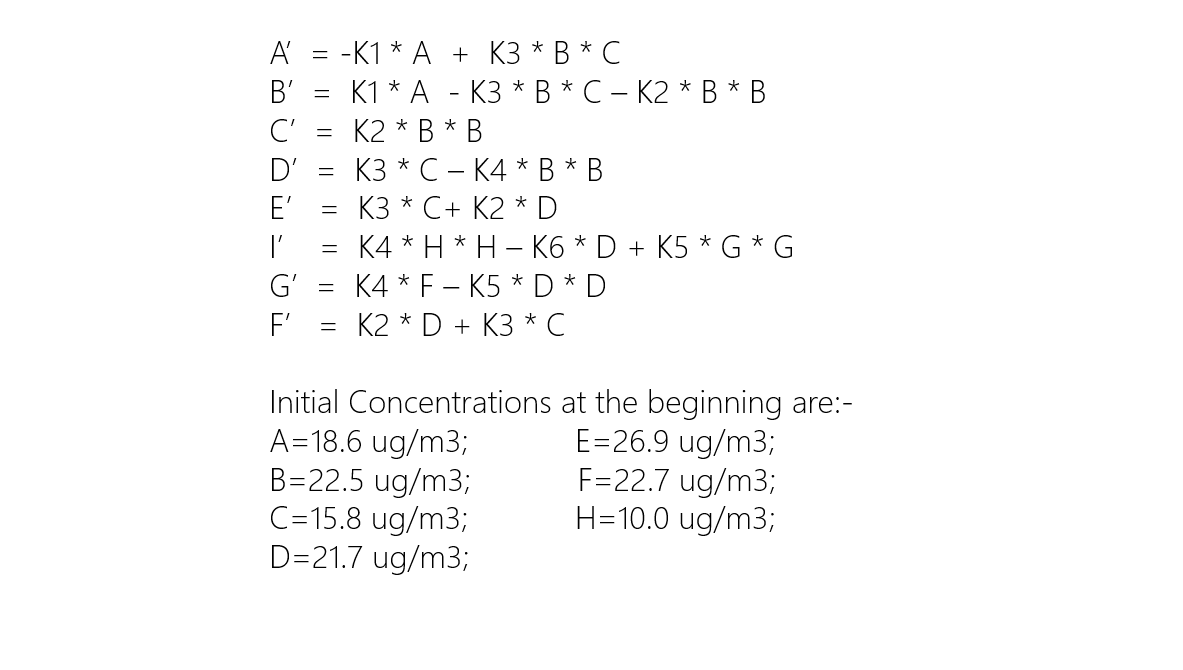 A’ = -K1 * A + K3 * B * C
B’ = K1 * A - K3 * B * C – K2 * B * B
C’ = K2 * B * B
D’ = K3 * C – K4 * B * B
E’ = K3 * C+ K2 * D
I’ = K4 * H * H – K6 * D + K5 * G * G
G’ = K4 * F – K5 * D * D
F’ = K2 * D + K3 * C
Initial Concentrations at the beginning are:-
A=18.6 ug/m3; E=26.9 ug/m3;
B=22.5 ug/m3; F=22.7 ug/m3;
C=15.8 ug/m3; H=10.0 ug/m3;
D=21.7 ug/m3;